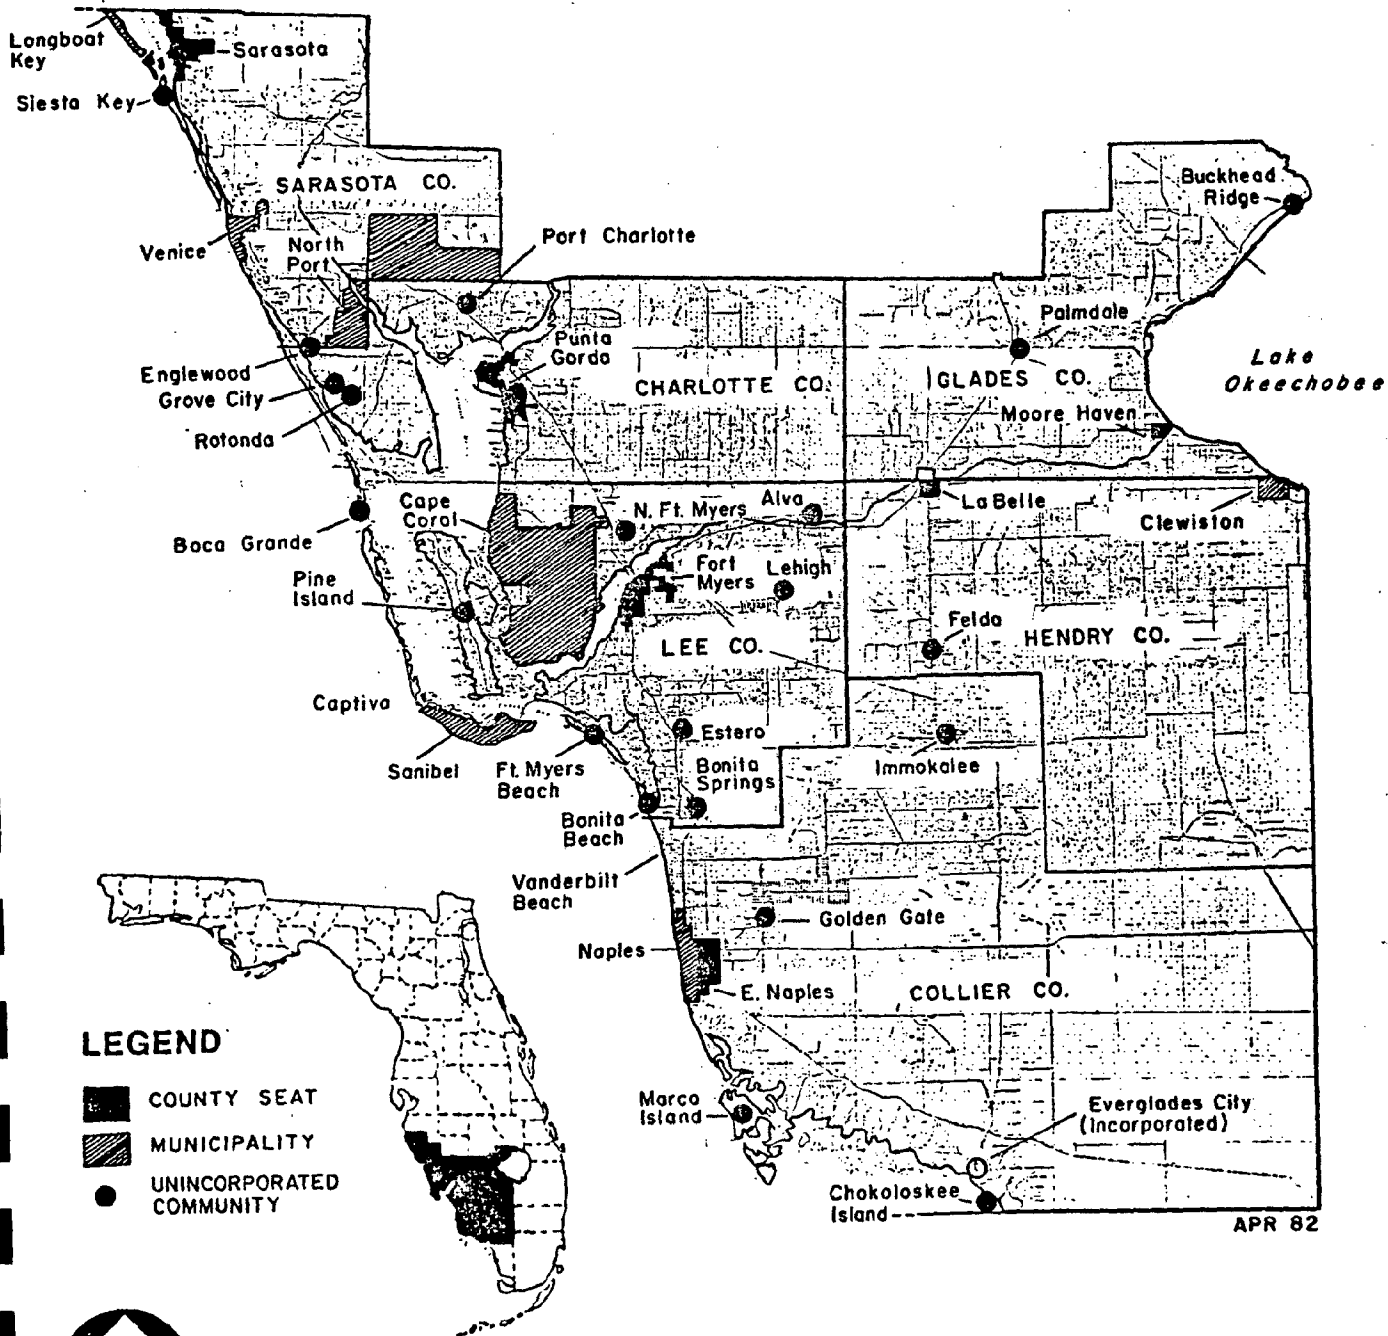 Longboat
Key
Sarasota
Siesta Key
SARASOTA CO.
Buckhead
Ridge
Venice
North
Port
Port Charlotte
Palmdale
Punta
Gorda
Lake
Okeechobee
Englewood
Grove City
CHARLOTTE CO.
GLADES CO.
Moore Haven
Rotonda
Cape
Coral
N. Ft. Myers
Alva
La Belle
Clewiston
Boca Grande
Pine
Island
Fort
Myers
Lehigh
Felda
HENDRY CO.
LEE CO.
Captiva
Estero
Sanibel
Ft. Myers
Beach
Bonita
Springs
Immokalee
Bonita
Beach
Vanderbilt
Beach
Golden Gate
Naples
E. Naples
COLLIER CO.
LEGEND
COUNTY SEAT
MUNICIPALITY
UNINCORPORATED
COMMUNITY
Marco
Island
Everglades City
(Incorporated)
Chokoloskee
Island
APR 82